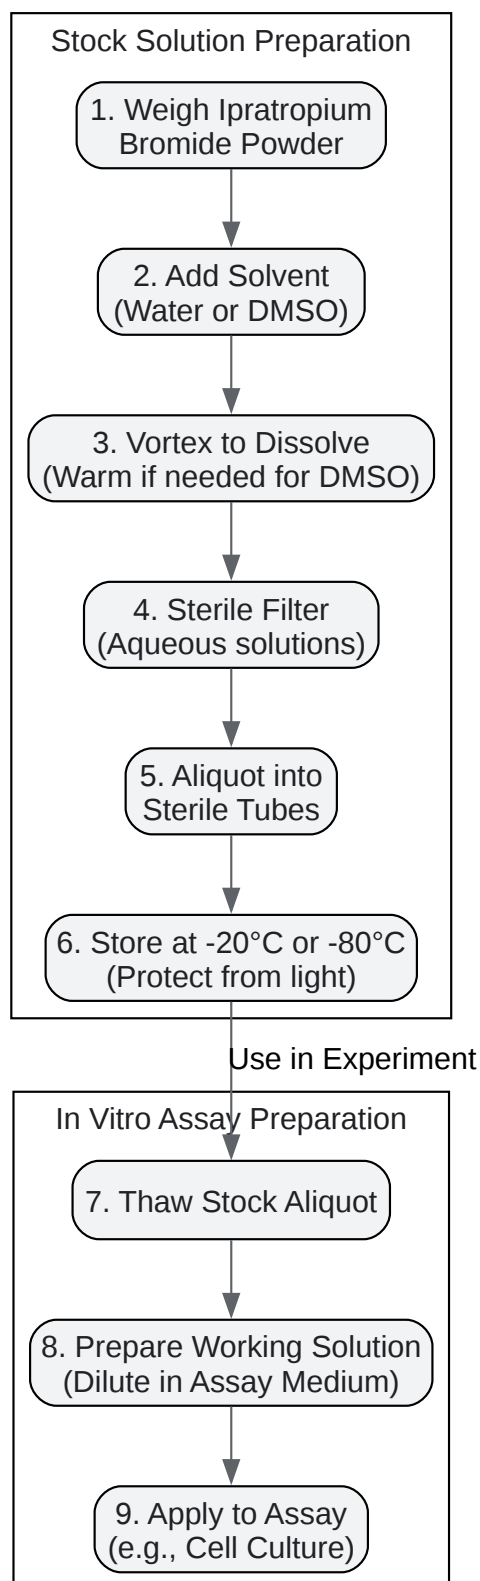 Stock Solution Preparation
1. Weigh Ipratropium
Bromide Powder
2. Add Solvent
(Water or DMSO)
3. Vortex to Dissolve
(Warm if needed for DMSO)
4. Sterile Filter
(Aqueous solutions)
5. Aliquot into
Sterile Tubes
6. Store at -20°C or -80°C
(Protect from light)
Use in Experiment
In Vitro Assay Preparation
7. Thaw Stock Aliquot
8. Prepare Working Solution
(Dilute in Assay Medium)
9. Apply to Assay
(e.g., Cell Culture)